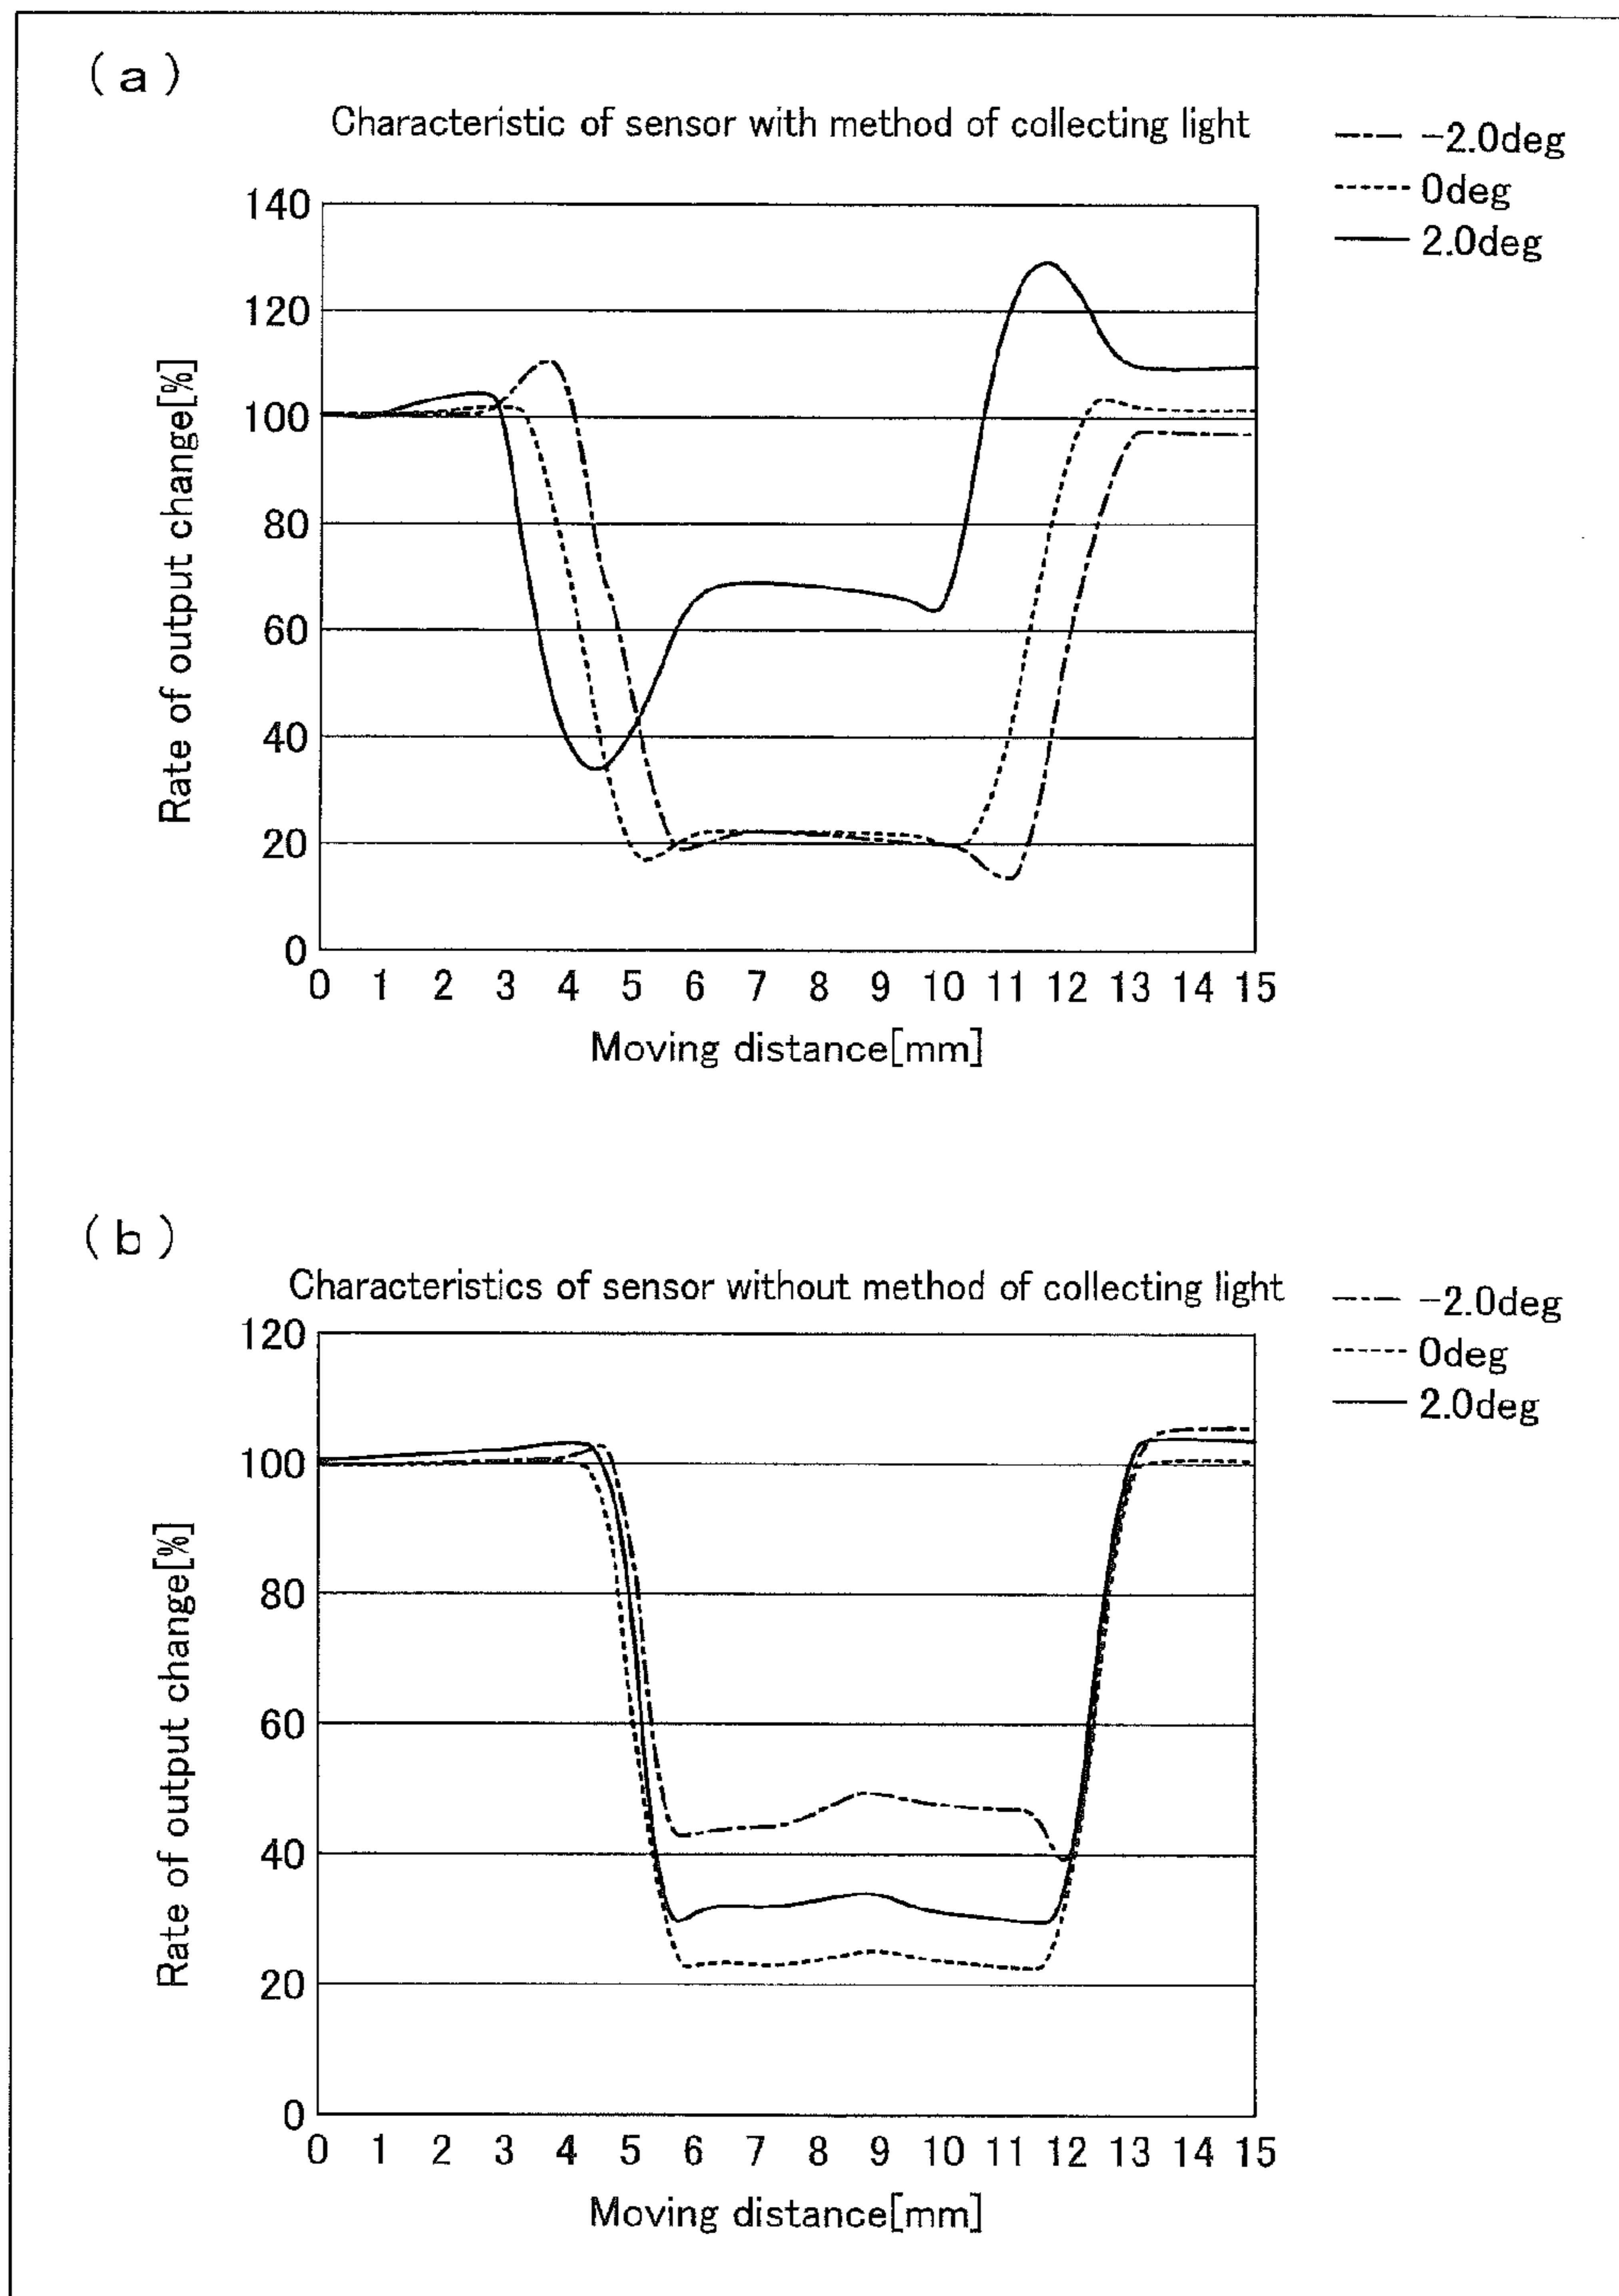 (a)
Characteristic of sensor with method of collecting light
-2.0deg
0deg
2.0deg
Rate of output change[%]
140
120
100
80
60
40
20
0
0 1 2 3 4 5 6 7 8 9 10 11 12 13 14 15
Moving distance[mm]
(b)
Characteristics of sensor without method of collecting light
-2.0deg
0deg
2.0deg
Rate of output change[%]
120
100
80
60
40
20
0
0 1 2 3 4 5 6 7 8 9 10 11 12 13 14 15
Moving distance[mm]